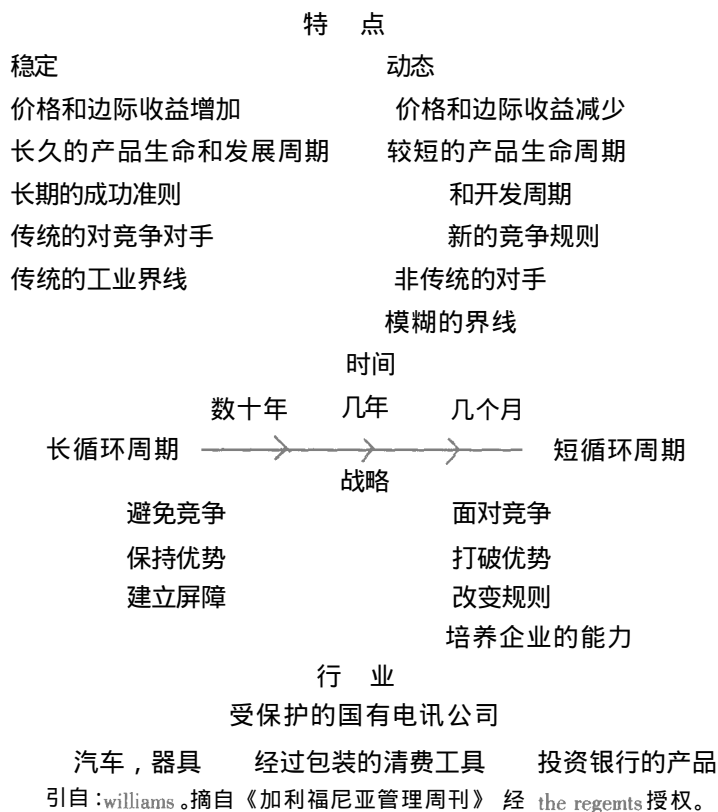 特 点
稳定 动态
价格和边际收益增加 价格和边际收益减少
长久的产品生命和发展周期 较短的产品生命周期
长期的成功准则 和开发周期
传统的对竞争对手 新的竞争规则
传统的工业界线 非传统的对手
模糊的界线
时间
数十年 几年 几个月
长循环周期 短循环周期
战略
避免竞争 面对竞争
保持优势 打破优势
建立屏障 改变规则
培养企业的能力
行 业
受保护的国有电讯公司
汽车，器具 经过包装的清费工具 投资银行的产品
引自：williams。摘自《加利福尼亚管理周刊》 经 the regemts 授权。